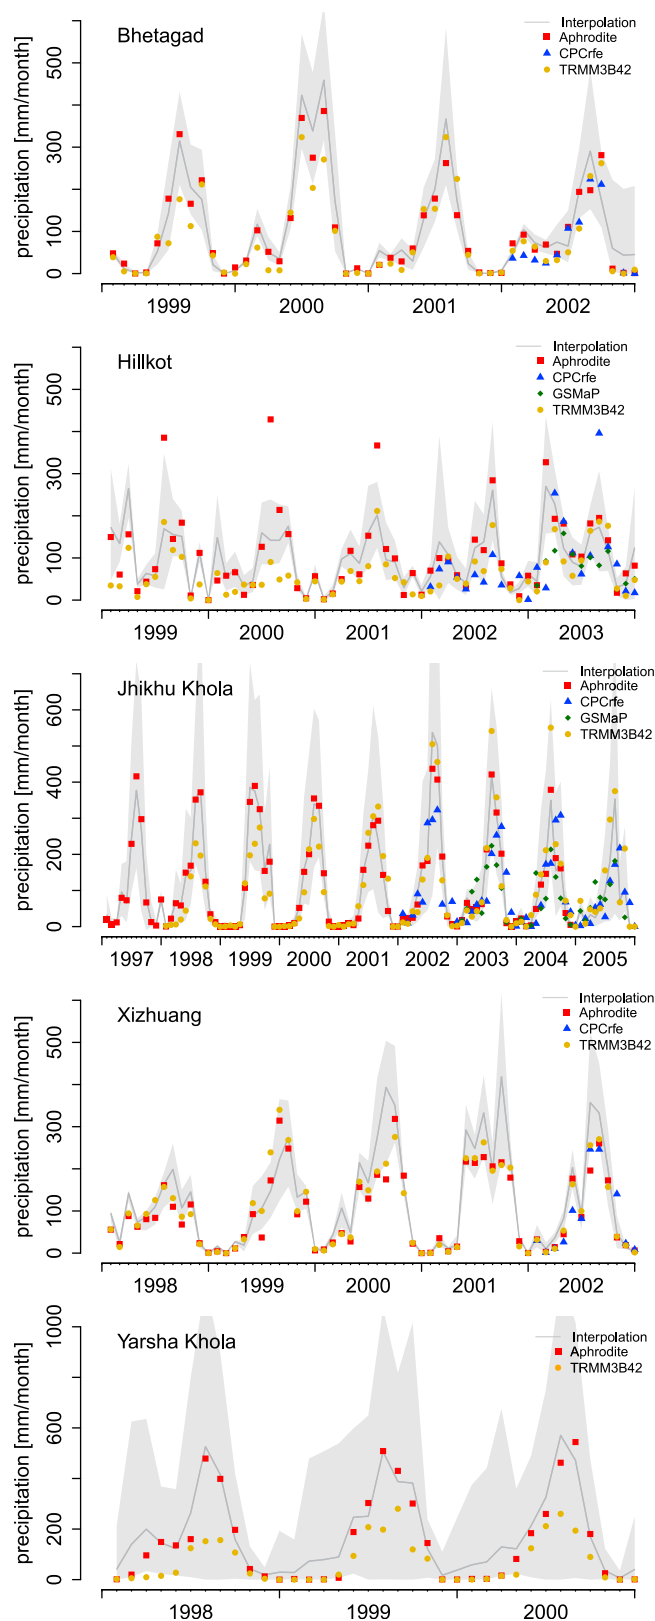 Bhetagad
Interpolation
Aphrodite
CPCrfe
TRMM3B42
precipitation [mm/month]
500
300
100
0
1999 2000 2001 2002
Hillkot
Interpolation
Aphrodite
CPCrfe
GSMaP
TRMM3B42
precipitation [mm/month]
500
300
100
0
1999 2000 2001 2002 2003
Jhikhu Khola
Interpolation
Aphrodite
CPCrfe
GSMaP
TRMM3B42
precipitation [mm/month]
600
400
200
0
1997 1998 1999 2000 2001 2002 2003 2004 2005
Xizhuang
Interpolation
Aphrodite
CPCrfe
TRMM3B42
precipitation [mm/month]
500
300
100
0
1998 1999 2000 2001 2002
Yarsha Khola
Interpolation
Aphrodite
TRMM3B42
precipitation [mm/month]
1000
600
200
0
1998 1999 2000